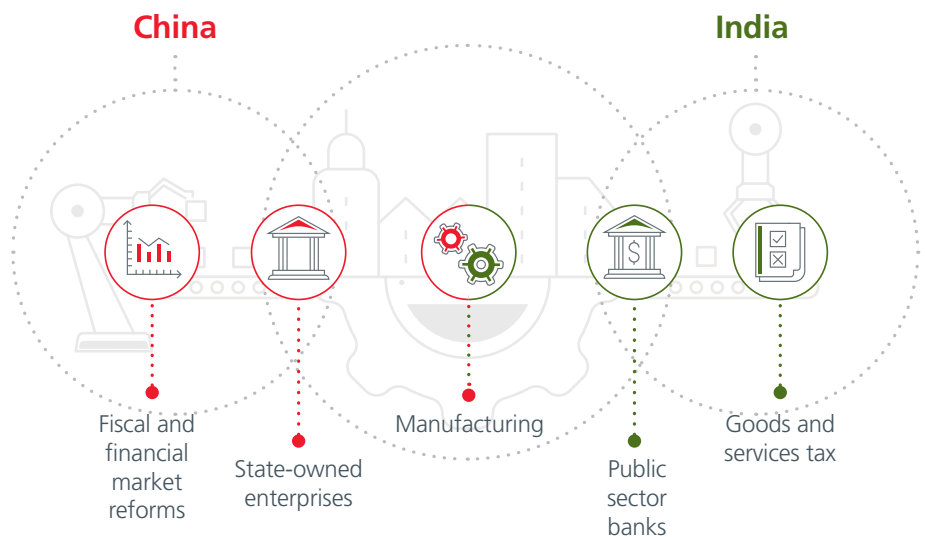 China
India
Fiscal and
financial
market
reforms
State-owned
enterprises
Manufacturing
$
Public
sector
banks
Goods and
services tax